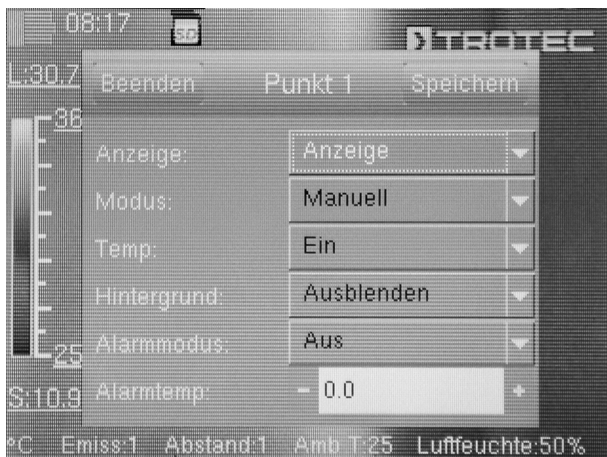 08:17 SD TROTEC
L:30.7
Beenden Punkt 1 Speichern
36
Anzeige: Anzeige
Modus: Manuell
Temp: Ein
Hintergrund: Ausblenden
Alarmmodus: Aus
25
S:10.9 Alarmtemp: - 0.0 +
°C Emiss:1 Abstand:1 Amb T:25 Luftfeuchte:50%